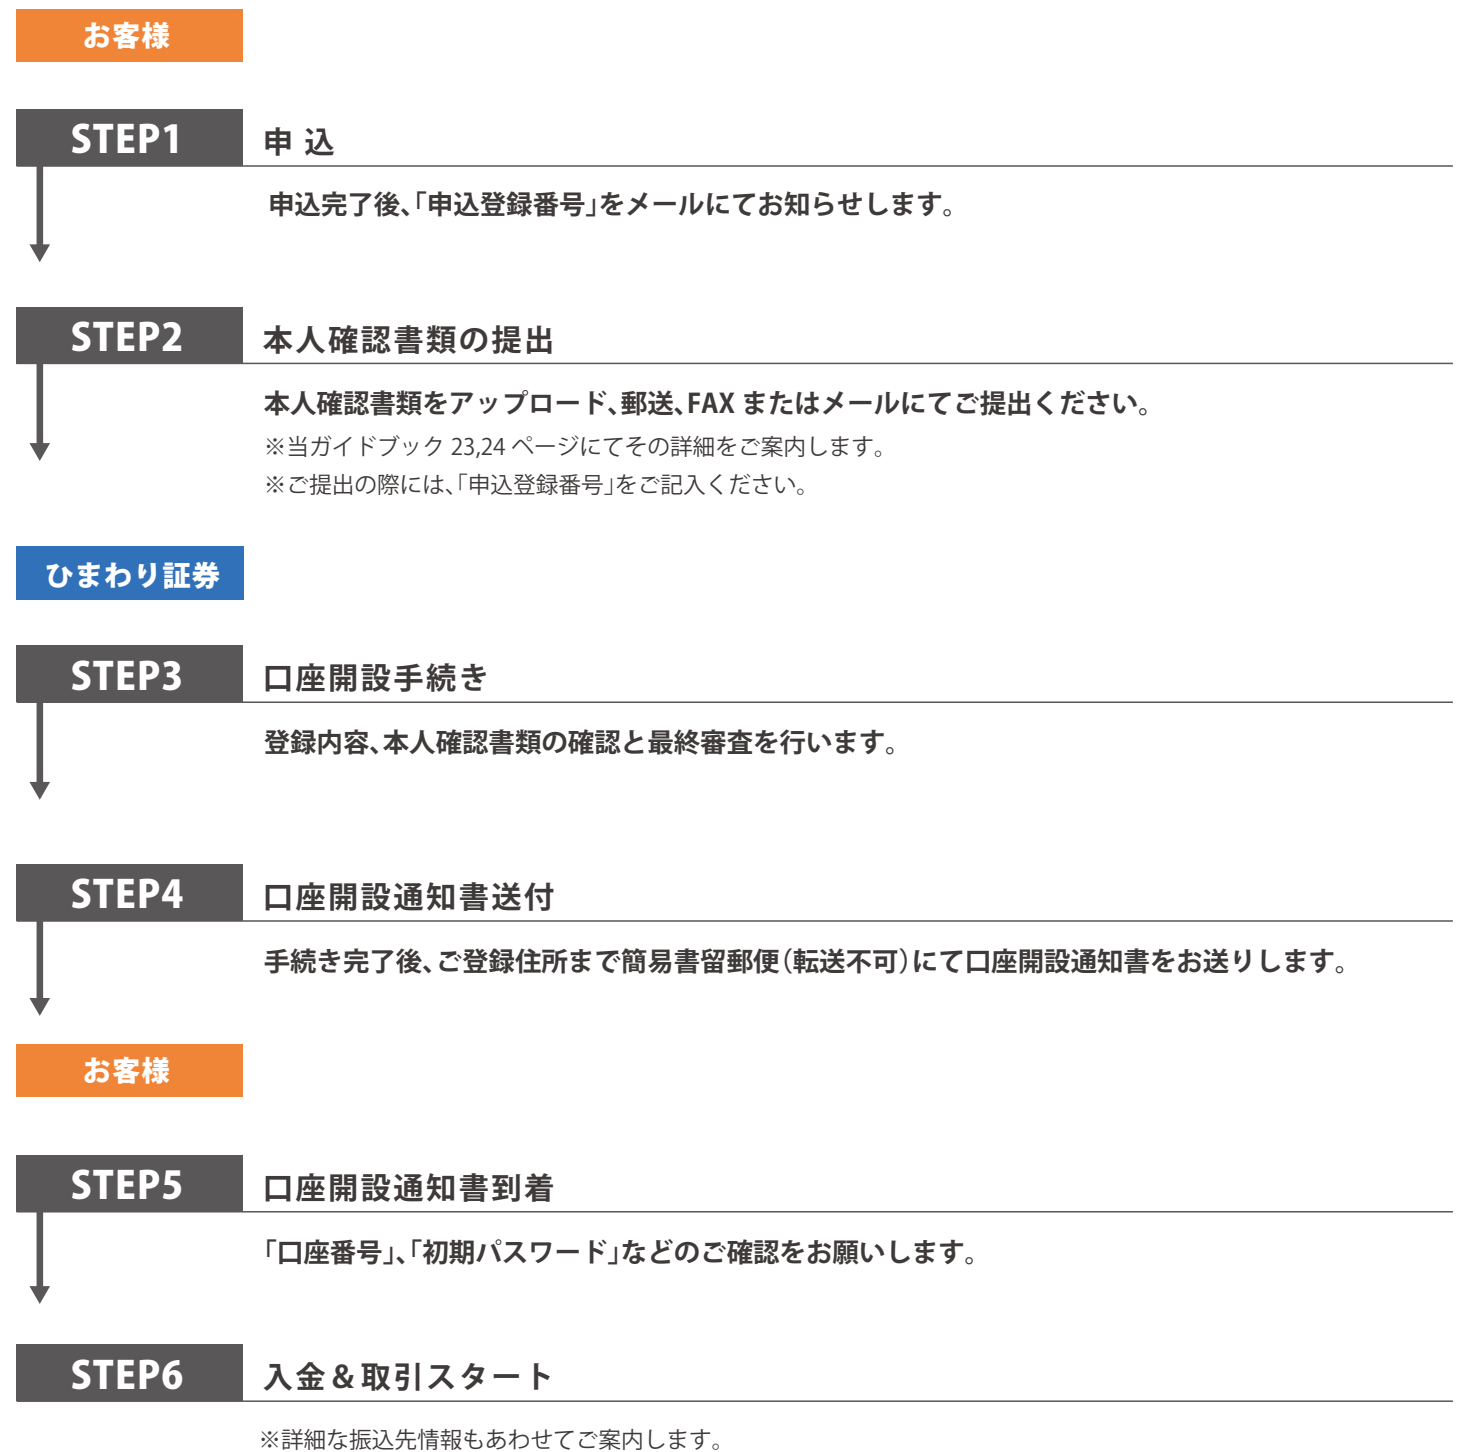 お客様
STEP1 申 込
申込完了後、「申込登録番号」をメールにてお知らせします。
STEP2 本人確認書類の提出
本人確認書類をアップロード、郵送、FAX またはメールにてご提出ください。
※当ガイドブック 23,24 ページにてその詳細をご案内します。
※ご提出の際には、「申込登録番号」をご記入ください。
ひまわり証券
STEP3 口座開設手続き
登録内容、本人確認書類の確認と最終審査を行います。
STEP4 口座開設通知書送付
手続き完了後、ご登録住所まで簡易書留郵便（転送不可）にて口座開設通知書をお送りします。
お客様
STEP5 口座開設通知書到着
「口座番号」、「初期パスワード」などのご確認をお願いします。
STEP6 入金＆取引スタート
※詳細な振込先情報もあわせてご案内します。